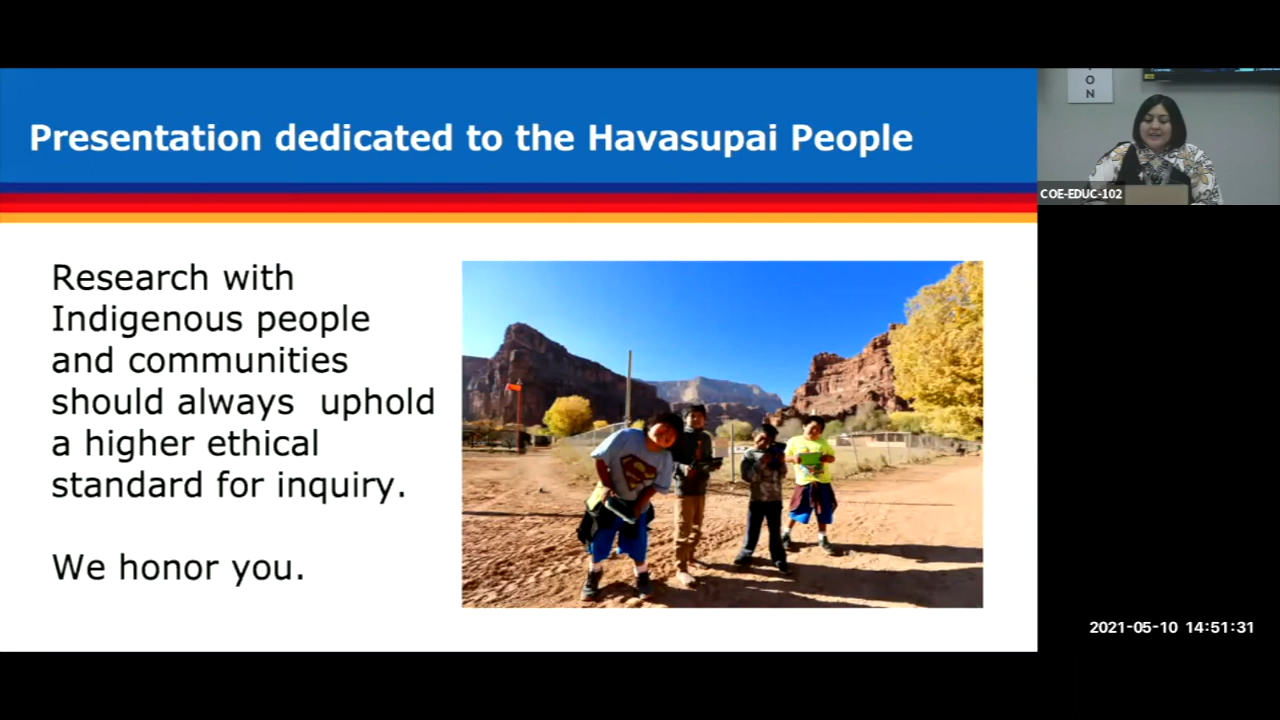 Presentation dedicated to the Havasupai People
Research with
Indigenous people
and communities
should always uphold
a higher ethical
standard for inquiry.
We honor you.
O
N
COE-EDUC-102
2021-05-10 14:51:31